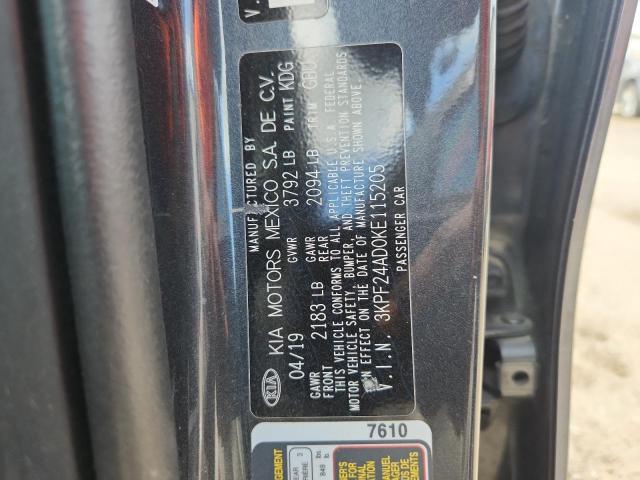 V.
MANUFACTURED BY
KIA KIA MOTORS MEXICO S.A. DE C.V.
04/19 GVWR 3792 LB PAINT KDG
GAWR FRONT 2183 LB GAWR REAR 2094 LB TRIM
THIS VEHICLE CONFORMS TO ALL APPLICABLE U.S.A. FEDERAL
MOTOR VEHICLE SAFETY, BUMPER, AND THEFT PREVENTION STANDARDS
IN EFFECT ON THE DATE OF MANUFACTURE SHOWN ABOVE.
V.I.N. 3KPF24AD0KE115205
PASSENGER CAR
7610